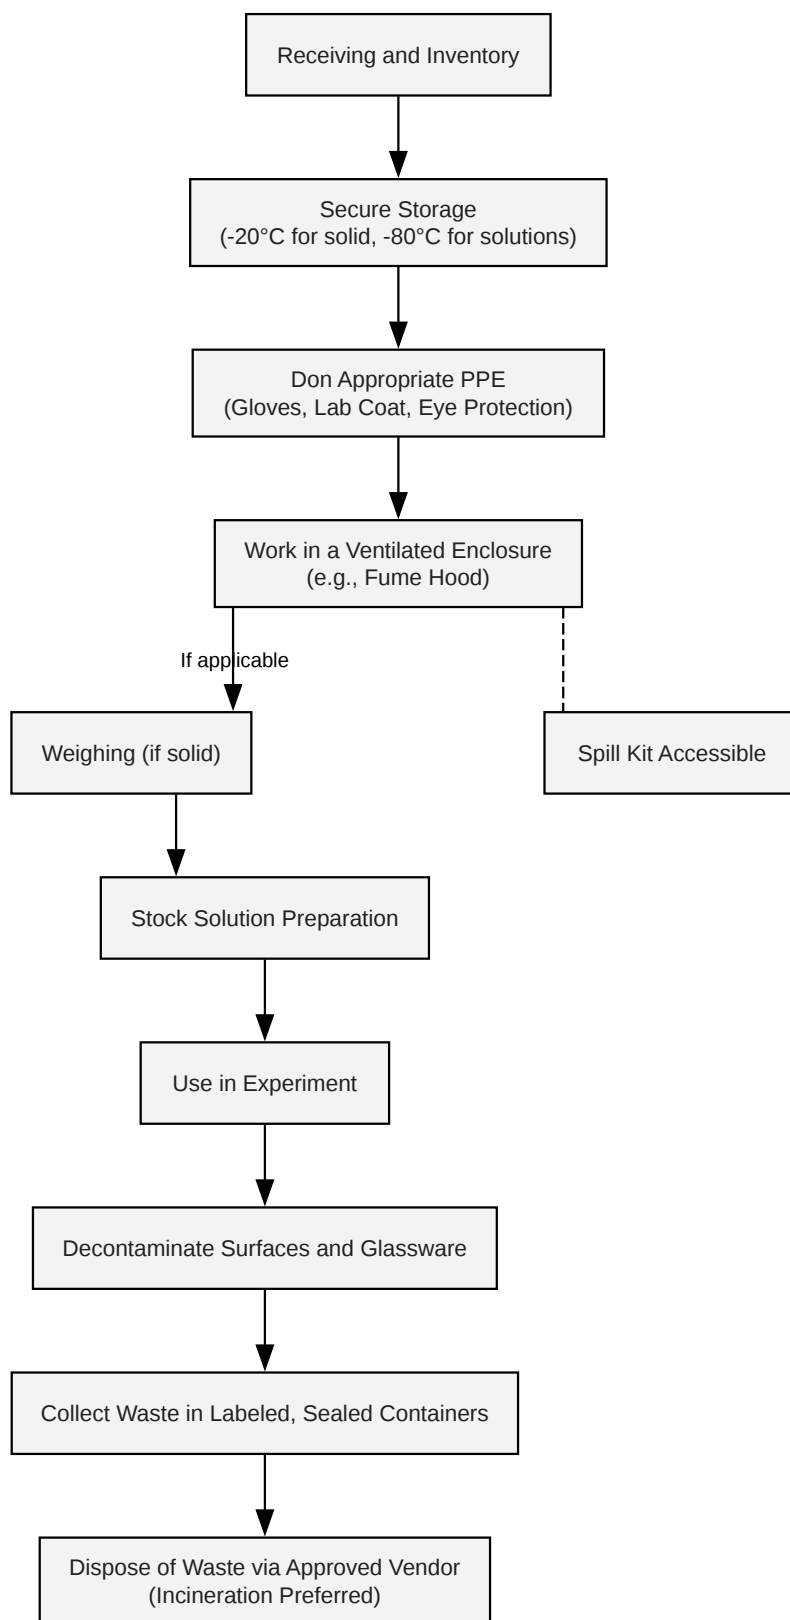 Receiving and Inventory
Secure Storage
(-20°C for solid, -80°C for solutions)
Don Appropriate PPE
(Gloves, Lab Coat, Eye Protection)
Work in a Ventilated Enclosure
(e.g., Fume Hood)
If applicable
Weighing (if solid)
Spill Kit Accessible
Stock Solution Preparation
Use in Experiment
Decontaminate Surfaces and Glassware
Collect Waste in Labeled, Sealed Containers
Dispose of Waste via Approved Vendor
(Incineration Preferred)